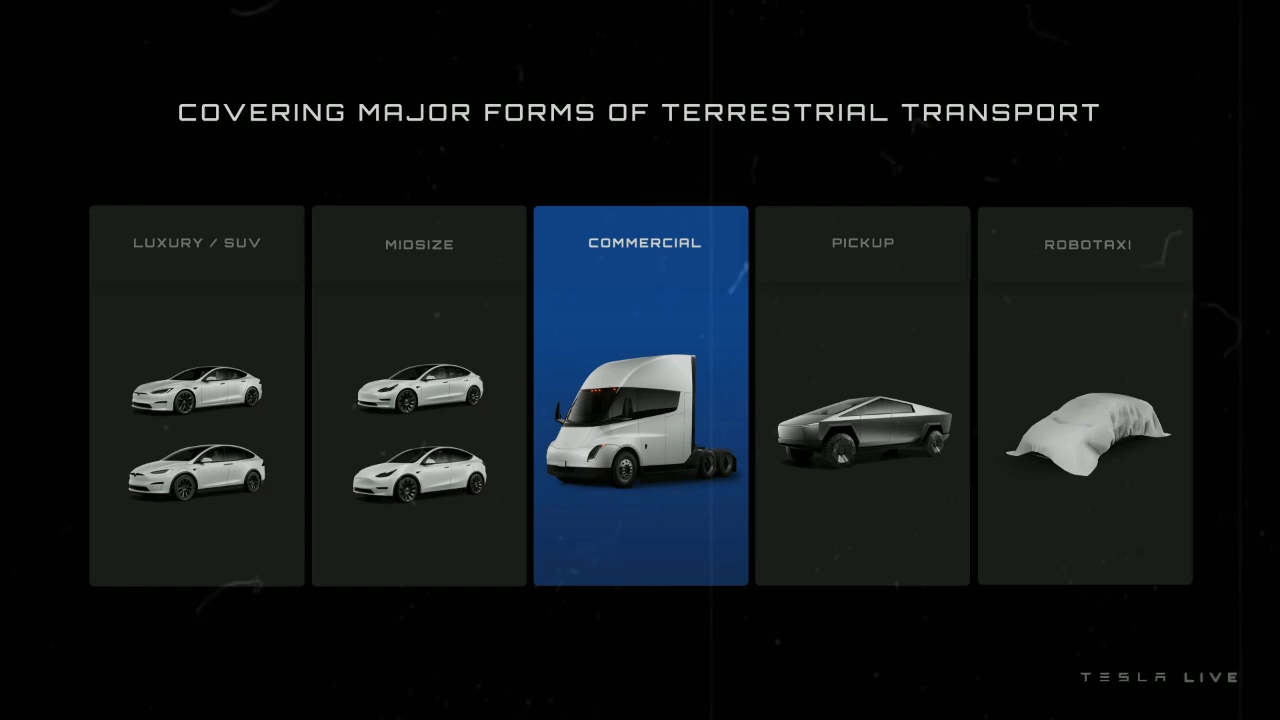 COVERING MAJOR FORMS OF TERRESTRIAL TRANSPORT
LUXURY / SUV
MIDSIZE
COMMERCIAL
PICKUP
ROBOTAXI
TESLA LIVE